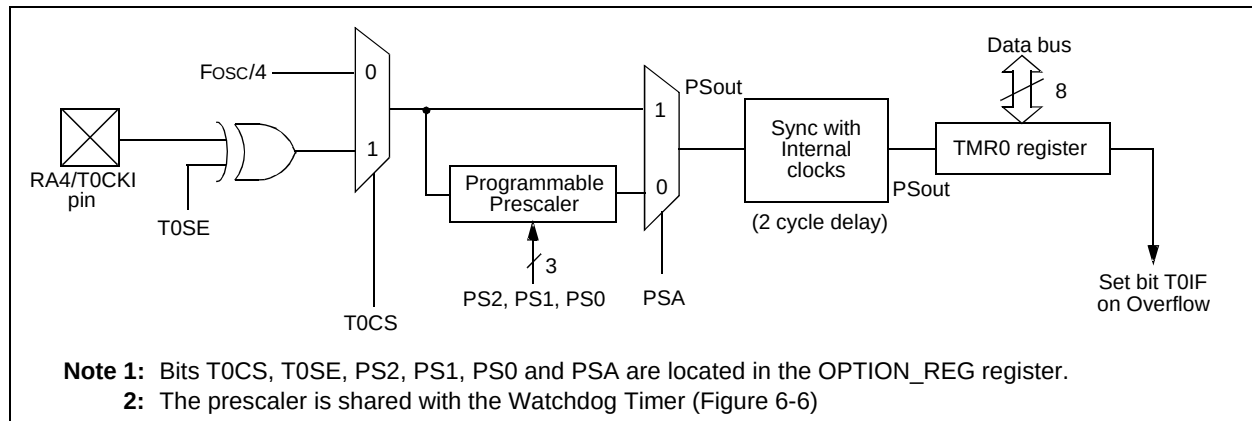 Data bus
8
FOSC/4
0
1
RA4/T0CKI
pin
T0SE
T0CS
Programmable
Prescaler
3
PS2, PS1, PS0
1
0
PSA
PSout
Sync with
Internal
clocks
(2 cycle delay)
PSout
TMR0 register
Set bit T0IF
on Overflow
Note 1: Bits T0CS, T0SE, PS2, PS1, PS0 and PSA are located in the OPTION_REG register.
2: The prescaler is shared with the Watchdog Timer (Figure 6-6)